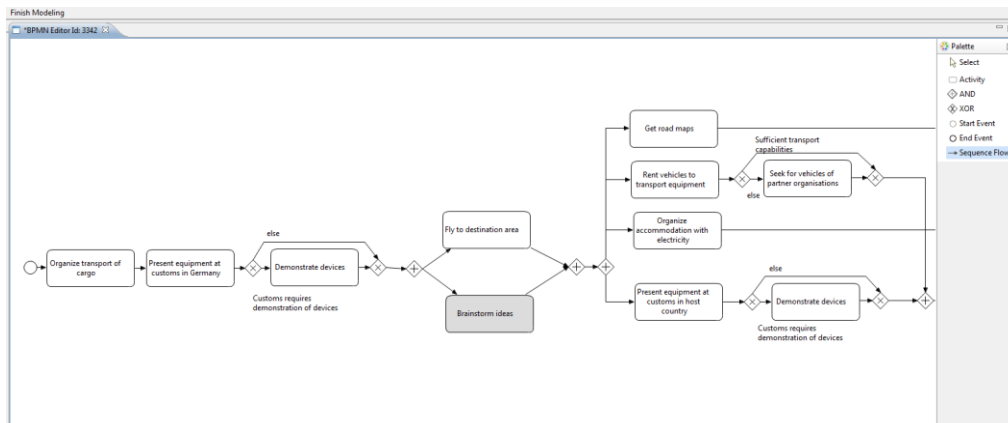 Finish Modeling
*BPMN Editor Id: 3342
Palette
Select
Activity
AND
XOR
Start Event
End Event
Sequence Flow
Get road maps
Sufficient transport
capabilities
Rent vehicles to
transport equipment
Seek for vehicles of
partner organisations
else
Organize
accommodation with
electricity
Fly to destination area
else
Organize transport of
cargo
Present equipment at
customs in Germany
Demonstrate devices
Customs requires
demonstration of devices
Brainstorm ideas
else
Present equipment at
customs in host
country
Demonstrate devices
Customs requires
demonstration of devices